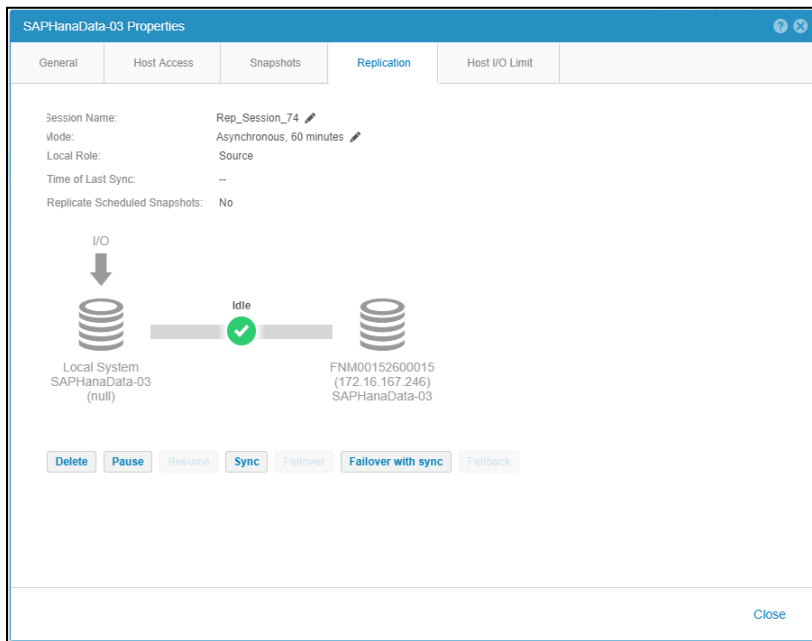 SAPHanaData-03 Properties
General Host Access Snapshots Replication Host I/O Limit
Session Name: Rep_Session_74
Mode: Asynchronous, 60 minutes
Local Role: Source
Time of Last Sync: --
Replicate Scheduled Snapshots: No
I/O
Idle
Local System
SAPHanaData-03
(null)
FNM00152600015
(172.16.167.246)
SAPHanaData-03
Delete Pause Resume Sync Failover Failover with sync Failback
Close